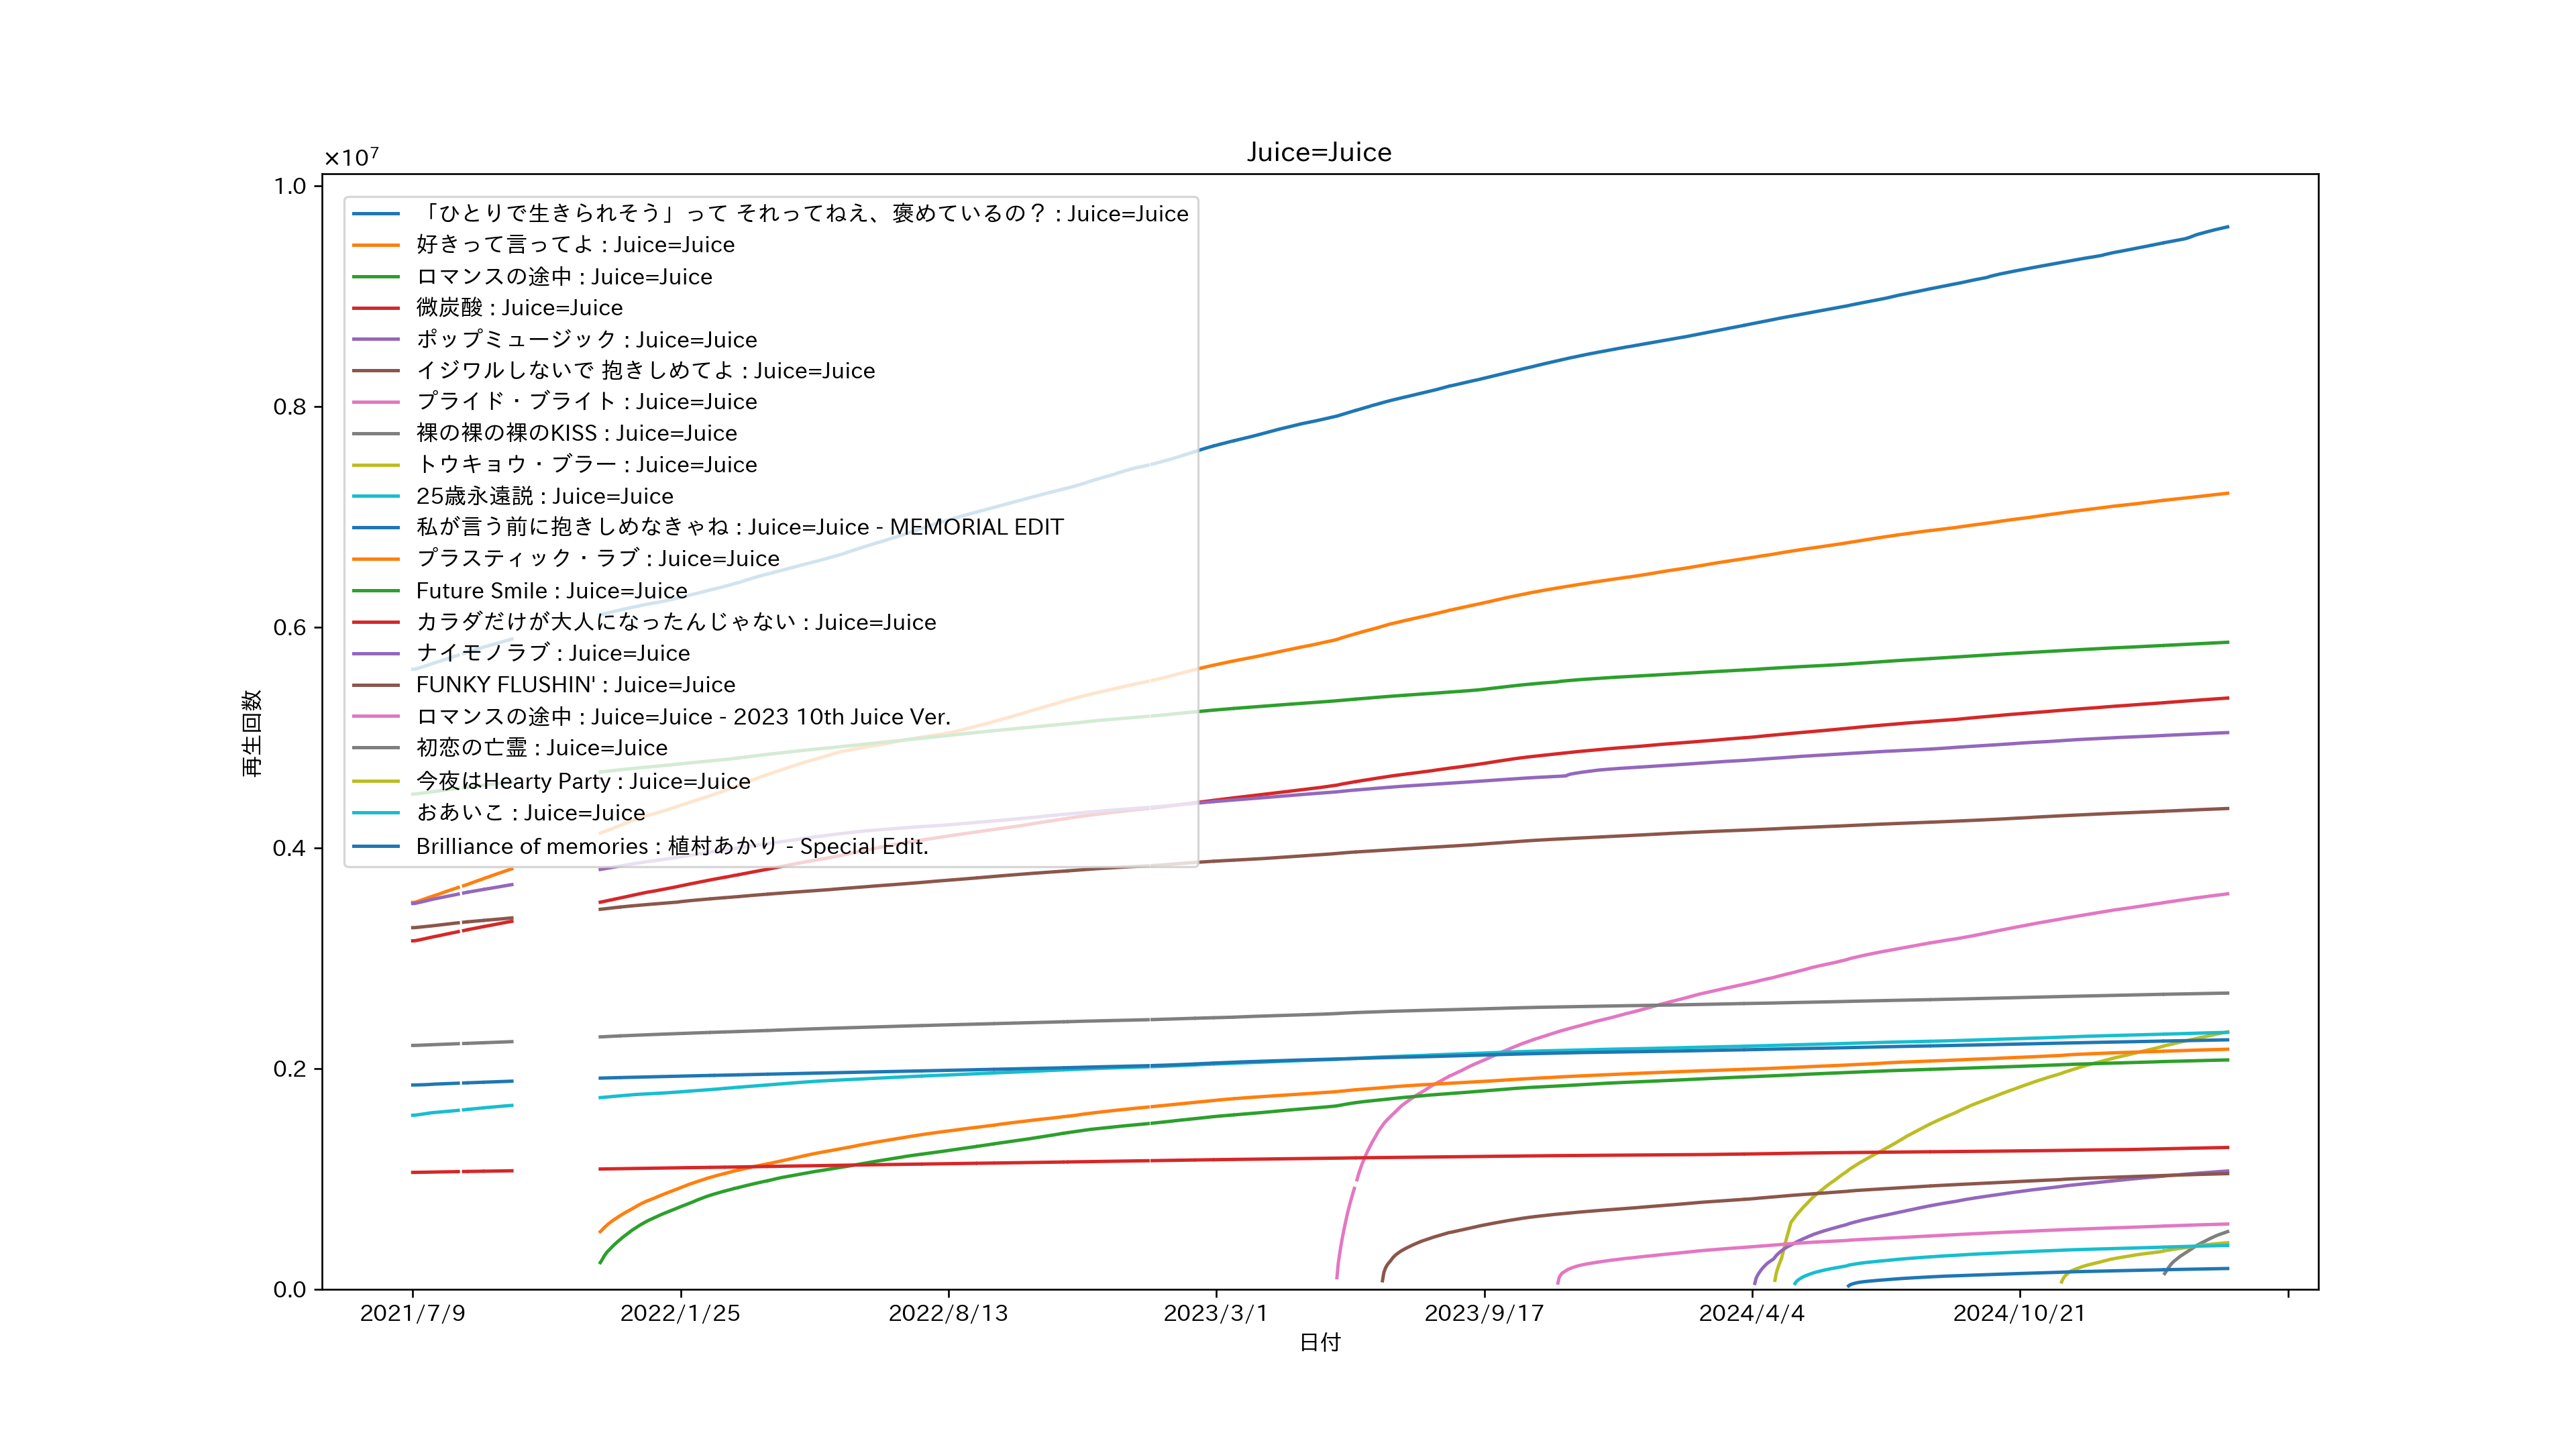 Juice=Juice
×10⁷
1.0
0.8
0.6
0.4
0.2
0.0
再生回数
「ひとりで生きられそう」って それってねえ、褒めているの？ : Juice=Juice
好きって言ってよ : Juice=Juice
ロマンスの途中 : Juice=Juice
微炭酸 : Juice=Juice
ポップミュージック : Juice=Juice
イジワルしないで 抱きしめてよ : Juice=Juice
プライド・ブライト : Juice=Juice
裸の裸の裸のKISS : Juice=Juice
トウキョウ・ブラー : Juice=Juice
25歳永遠説 : Juice=Juice
私が言う前に抱きしめなきゃね : Juice=Juice - MEMORIAL EDIT
プラスティック・ラブ : Juice=Juice
Future Smile : Juice=Juice
カラダだけが大人になったんじゃない : Juice=Juice
ナイモノラブ : Juice=Juice
FUNKY FLUSHIN' : Juice=Juice
ロマンスの途中 : Juice=Juice - 2023 10th Juice Ver.
初恋の亡霊 : Juice=Juice
今夜はHearty Party : Juice=Juice
おあいこ : Juice=Juice
Brilliance of memories : 植村あかり - Special Edit.
2021/7/9 2022/1/25 2022/8/13 2023/3/1 2023/9/17 2024/4/4 2024/10/21
日付